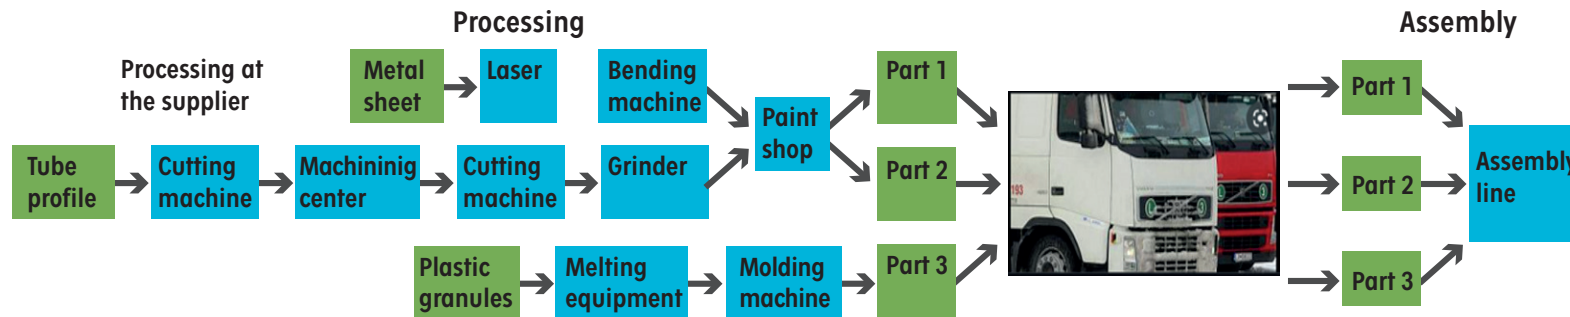 Processing
Assembly
Processing at
the supplier
Metal
sheet
Laser
Bending
machine
Paint
shop
Part 1
Part 1
Tube
profile
Cutting
machine
Machininig
center
Cutting
machine
Grinder
Part 2
193
Part 2
Assembly
line
Plastic
granules
Melting
equipment
Molding
machine
Part 3
Part 3